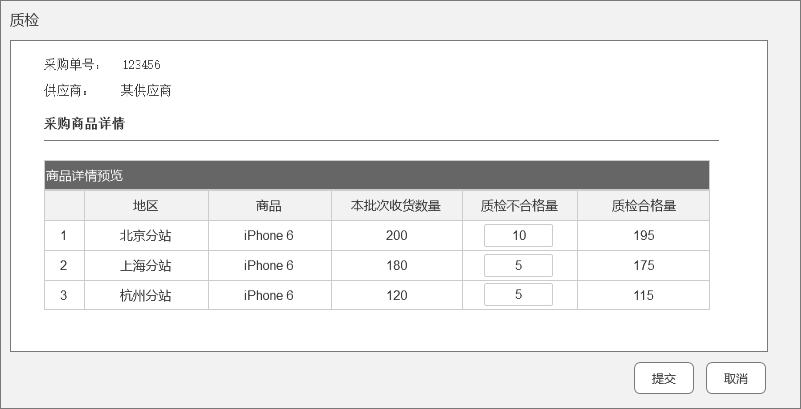 质检
采购单号： 123456
供应商： 某供应商
采购商品详情
商品详情预览
地区 商品 本批次收货数量 质检不合格量 质检合格量
1 北京分站 iPhone 6 200 10 195
2 上海分站 iPhone 6 180 5 175
3 杭州分站 iPhone 6 120 5 115
提交 取消